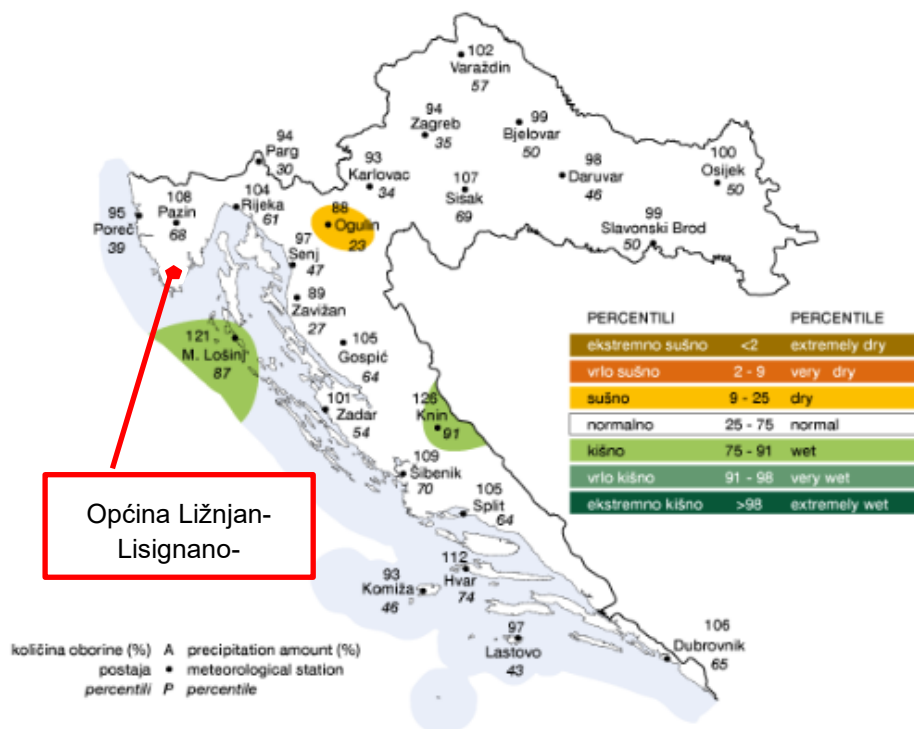 102
Varaždin
57
94
Zagreb
35
99
Bjelovar
50
94
Parg
30
93
Karlovac
34
98
Daruvar
46
100
Osijek
50
107
Sisak
69
108
Pazin
68
104
Rijeka
61
95
Poreč
39
88
Ogulin
23
99
Slavonski Brod
50
97
Senj
47
89
Zavižan
27
105
Gospić
64
121
M. Lošinj
87
101
Zadar
54
126
Knin
91
109
Šibenik
70
105
Split
64
112
Hvar
74
93
Komiža
46
97
Lastovo
43
106
Dubrovnik
65
PERCENTILI PERCENTILE
ekstremno sušno <2 extremely dry
vrlo sušno 2 - 9 very dry
sušno 9 - 25 dry
normalno 25 - 75 normal
kišno 75 - 91 wet
vrlo kišno 91 - 98 very wet
ekstremno kišno >98 extremely wet
Općina Ližnjan-
Lisignano-
količina oborine (%) A precipitation amount (%)
postaja • meteorological station
percentili P percentile